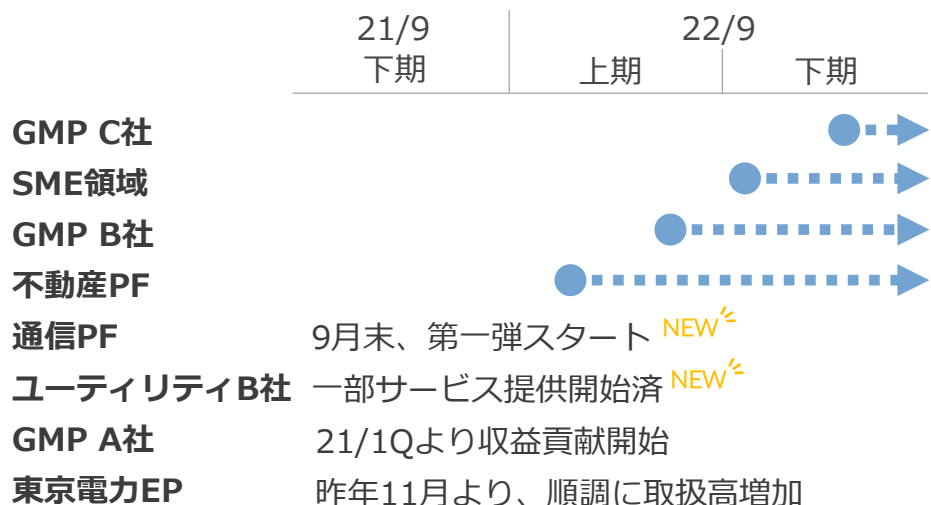 21/9 22/9
下期 上期 下期
GMP C社
SME領域
GMP B社
不動産PF
通信PF 9月末、第一弾スタート NEW
ユーティリティB社 一部サービス提供開始済 NEW
GMP A社 21/1Qより収益貢献開始
東京電力EP 昨年11月より、順調に取扱高増加